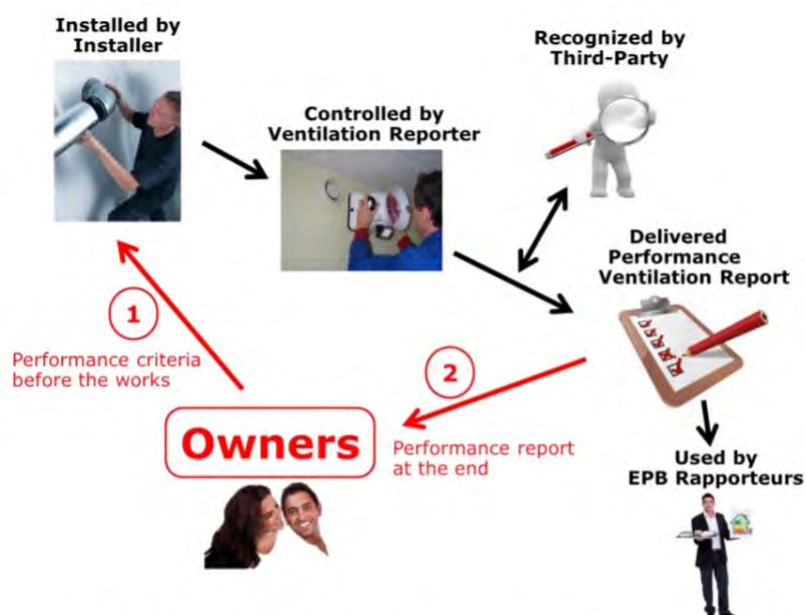 Installed by
Installer
Controlled by
Ventilation Reporter
Recognized by
Third-Party
Delivered
Performance
Ventilation Report
1
Performance criteria
before the works
2
Owners
Performance report
at the end
Used by
EPB Rapporteurs